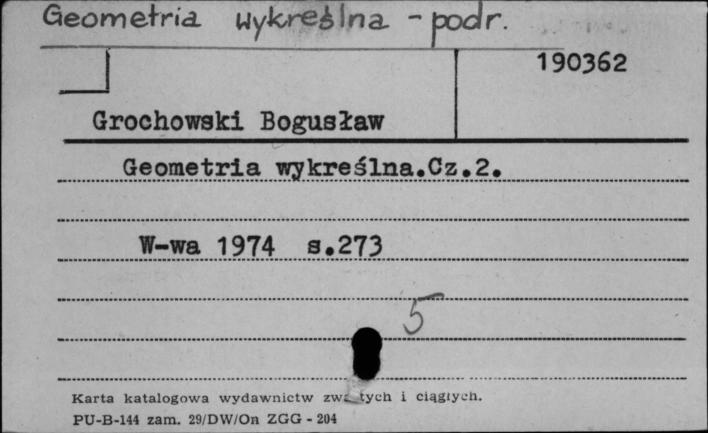 Geometria wykreślna - podr.
190362
Grochowski Bogusław
Geometria wykreślna.Cz.2.
W-wa 1974 s.273
5
Karta katalogowa wydawnictw tych i ciągłych.
PU-B-144 zam. 29/DW/On ZGG - 204